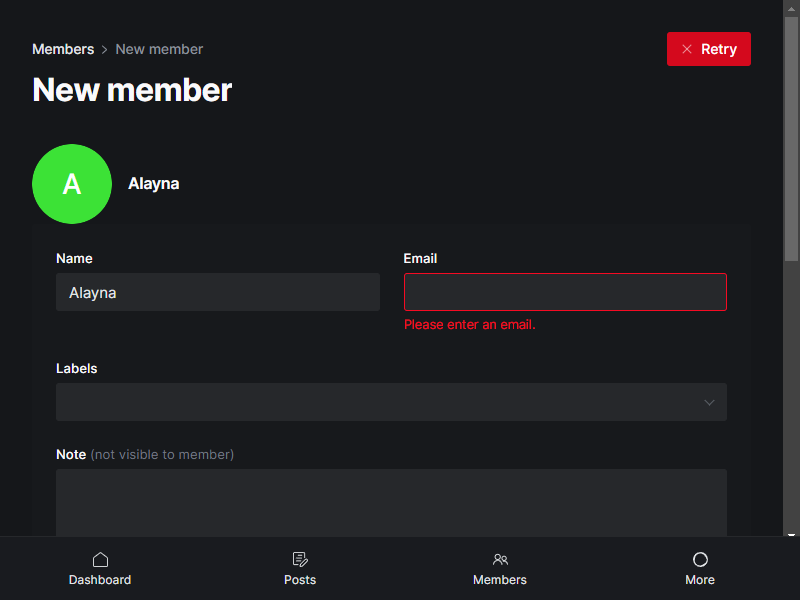 Members > New member
Retry
New member
A
Alayna
Name
Email
Alayna
Please enter an email.
Labels
Note (not visible to member)
Dashboard
Posts
Members
More